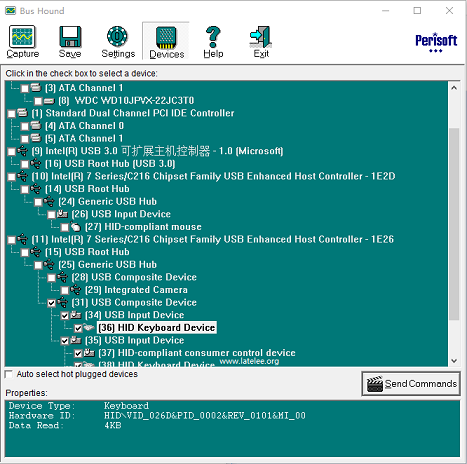 Bus Hound
Capture
Save
Settings
Devices
Help
Exit
Perisoft
Click in the check box to select a device:
(3) ATA Channel 1
(8) WDC WD10JPVX-22JC3T0
(1) Standard Dual Channel PCI IDE Controller
(4) ATA Channel 0
(5) ATA Channel 1
(9) Intel(R) USB 3.0 可扩展主机控制器 - 1.0 (Microsoft)
(16) USB Root Hub (USB 3.0)
(10) Intel(R) 7 Series/C216 Chipset Family USB Enhanced Host Controller - 1E2D
(14) USB Root Hub
(24) Generic USB Hub
(26) USB Input Device
(27) HID-compliant mouse
(11) Intel(R) 7 Series/C216 Chipset Family USB Enhanced Host Controller - 1E26
(15) USB Root Hub
(25) Generic USB Hub
(28) USB Composite Device
(29) Integrated Camera
(31) USB Composite Device
(34) USB Input Device
(36) HID Keyboard Device
(35) USB Input Device
(37) HID-compliant consumer control device
www.latelee.org
(38) HID Keyboard Device
Auto select hot plugged devices
Send Commands
Properties:
Device Type: Keyboard
Hardware ID: HID\VID_026D&PID_0002&REV_0101&MI_00
Data Read: 4KB